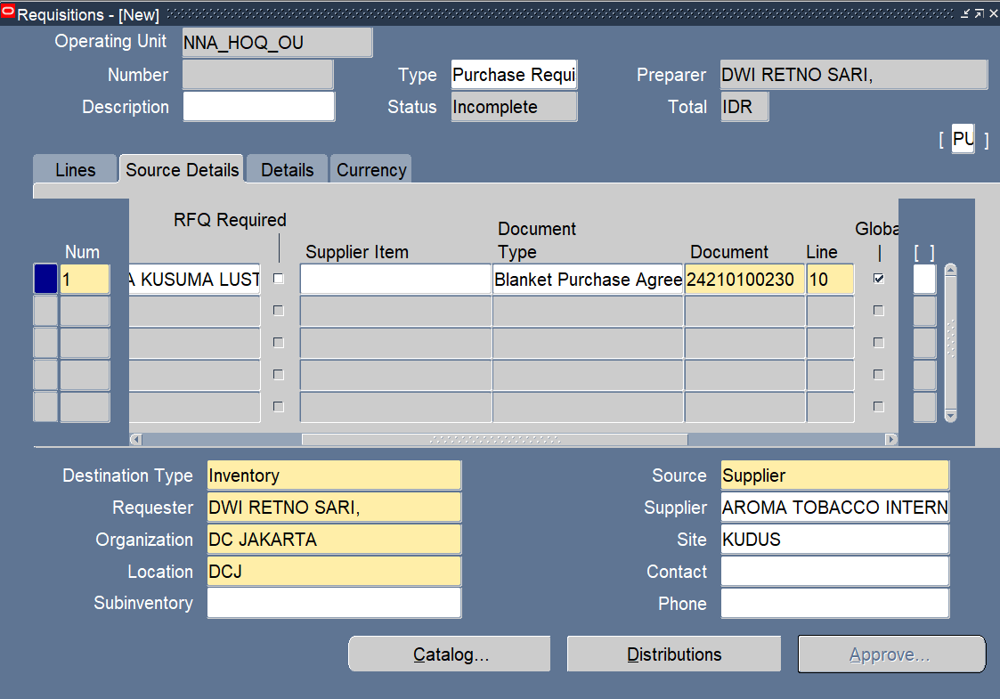 Requisitions - [New]
Operating Unit NNA_HOQ_OU
Number Type Purchase Requi Preparer DWI RETNO SARI,
Description Status Incomplete Total IDR
[ PU ]
Lines Source Details Details Currency
RFQ Required
Document Globa
Num Supplier Item Type Document Line [ ]
1 A KUSUMA LUST Blanket Purchase Agree 24210100230 10
Destination Type Inventory Source Supplier
Requester DWI RETNO SARI, Supplier AROMA TOBACCO INTERN
Organization DC JAKARTA Site KUDUS
Location DCJ Contact
Subinventory Phone
Catalog... Distributions Approve...